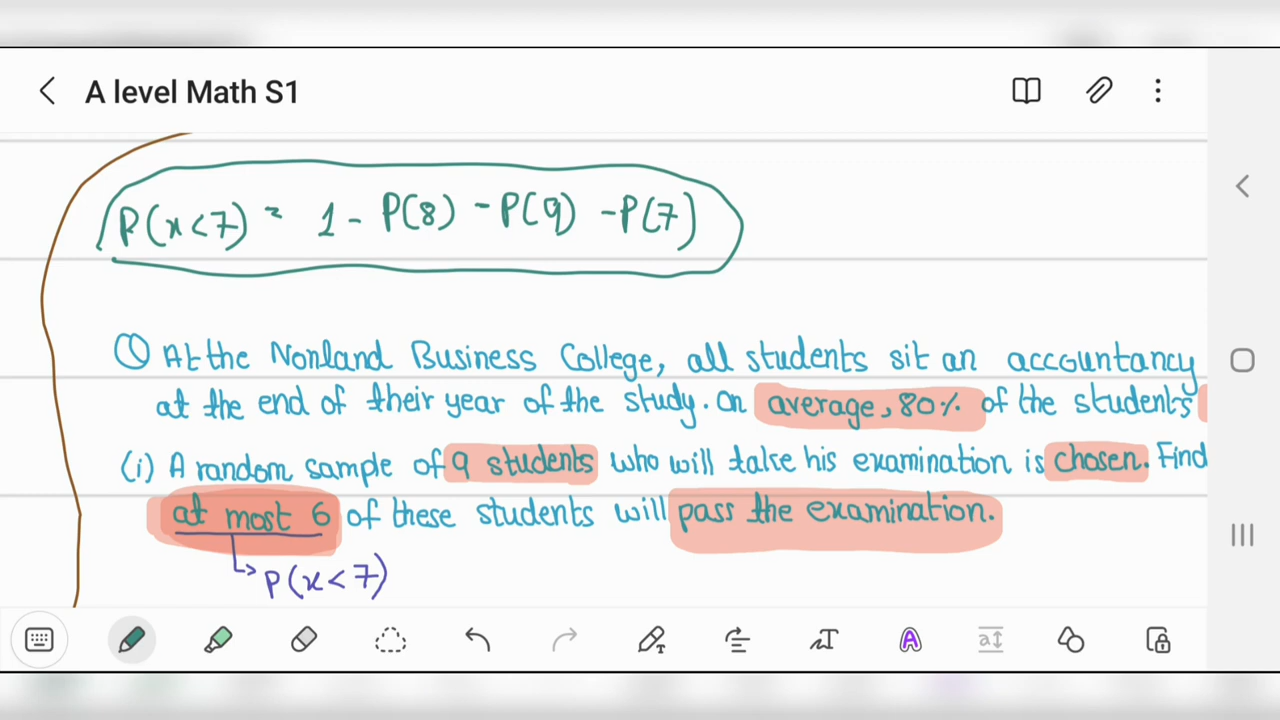 A level Math S1
P(x<7) = 1 - P(8) - P(9) - P(7)
① At the Nonland Business College, all students sit an accountancy
at the end of their year of the study. On average, 80% of the students
(i) A random sample of 9 students who will take his examination is chosen. Find
at most 6 of these students will pass the examination.
↳ P(x<7)